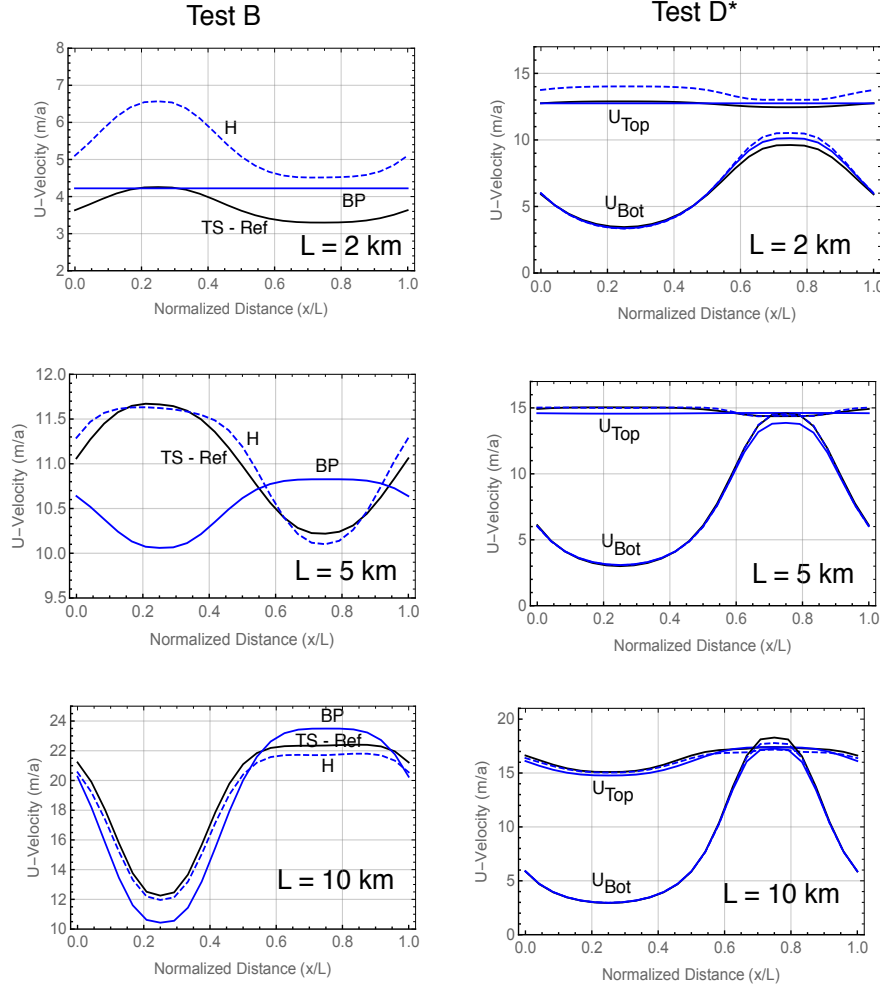 Test B
Test D*
8
7
6
5
4
3
2
U-Velocity (m/a)
H
BP
TS - Ref
L = 2 km
0.0 0.2 0.4 0.6 0.8 1.0
Normalized Distance (x/L)
15
10
5
0
U-Velocity (m/a)
UTop
UBot
L = 2 km
0.0 0.2 0.4 0.6 0.8 1.0
Normalized Distance (x/L)
12.0
11.5
11.0
10.5
10.0
9.5
U-Velocity (m/a)
H
TS - Ref
BP
L = 5 km
0.0 0.2 0.4 0.6 0.8 1.0
Normalized Distance (x/L)
15
10
5
0
U-Velocity (m/a)
UTop
UBot
L = 5 km
0.0 0.2 0.4 0.6 0.8 1.0
Normalized Distance (x/L)
24
22
20
18
16
14
12
10
U-Velocity (m/a)
BP
TS - Ref
H
L = 10 km
0.0 0.2 0.4 0.6 0.8 1.0
Normalized Distance (x/L)
20
15
10
5
0
U-Velocity (m/a)
UTop
UBot
L = 10 km
0.0 0.2 0.4 0.6 0.8 1.0
Normalized Distance (x/L)